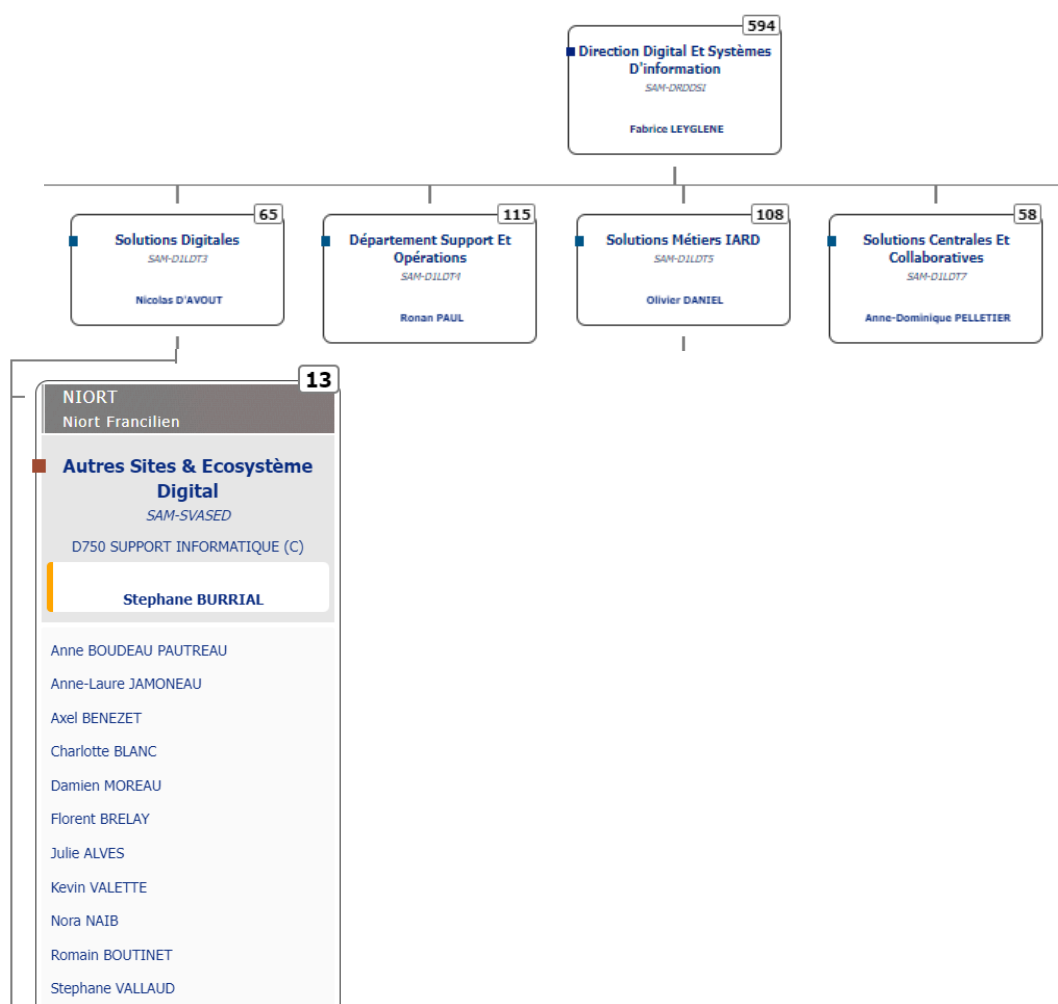 594
Direction Digital Et Systèmes
D'information
SAM-DRDDSI
Fabrice LEYGLENE
65
Solutions Digitales
SAM-D1LDT3
Nicolas D'AVOUT
115
Département Support Et
Opérations
SAM-D1LDT4
Ronan PAUL
108
Solutions Métiers IARD
SAM-D1LDT5
Olivier DANIEL
58
Solutions Centrales Et
Collaboratives
SAM-D1LDT7
Anne-Dominique PELLETIER
13
NIORT
Niort Francilien
Autres Sites & Ecosystème
Digital
SAM-SVASED
D750 SUPPORT INFORMATIQUE (C)
Stephane BURRIAL
Anne BOUDEAU PAUTREAU
Anne-Laure JAMONEAU
Axel BENEZET
Charlotte BLANC
Damien MOREAU
Florent BRELAY
Julie ALVES
Kevin VALETTE
Nora NAIB
Romain BOUTINET
Stephane VALLAUD